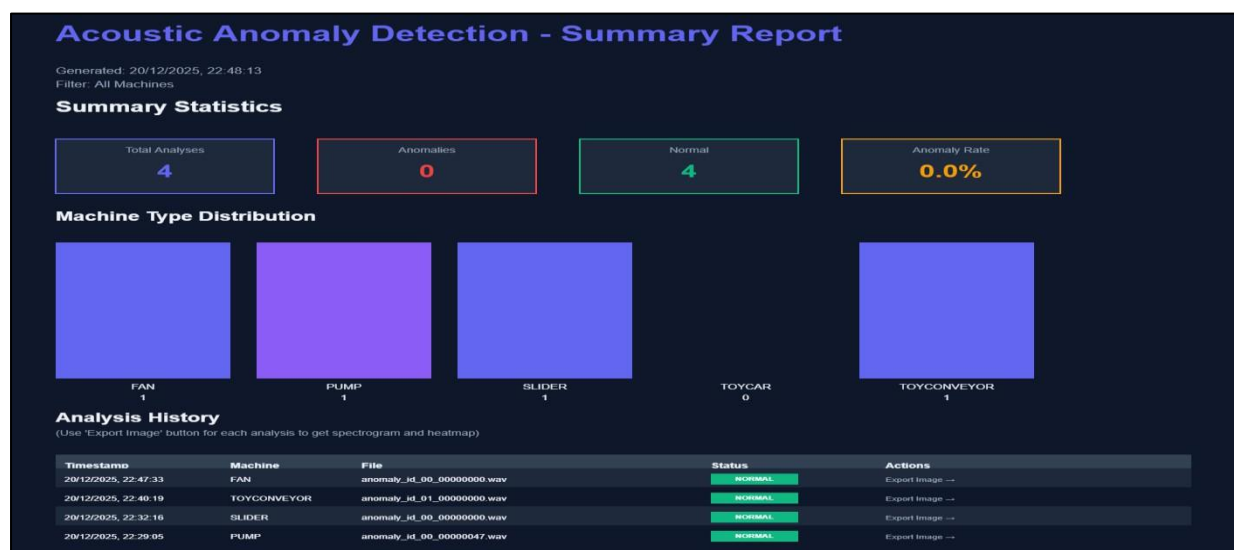 Acoustic Anomaly Detection - Summary Report
Generated: 20/12/2025, 22:48:13
Filter: All Machines
Summary Statistics
Total Analyses Anomalies Normal Anomaly Rate
4 0 4 0.0%
Machine Type Distribution
FAN PUMP SLIDER TOYCAR TOYCONVEYOR
1 1 1 0 1
Analysis History
(Use 'Export Image' button for each analysis to get spectrogram and heatmap)
Timestamp Machine File Status Actions
20/12/2025, 22:47:33 FAN anomaly_id_00_00000000.wav NORMAL Export Image →
20/12/2025, 22:40:19 TOYCONVEYOR anomaly_id_01_00000000.wav NORMAL Export Image →
20/12/2025, 22:32:16 SLIDER anomaly_id_00_00000000.wav NORMAL Export Image →
20/12/2025, 22:29:05 PUMP anomaly_id_00_00000047.wav NORMAL Export Image →